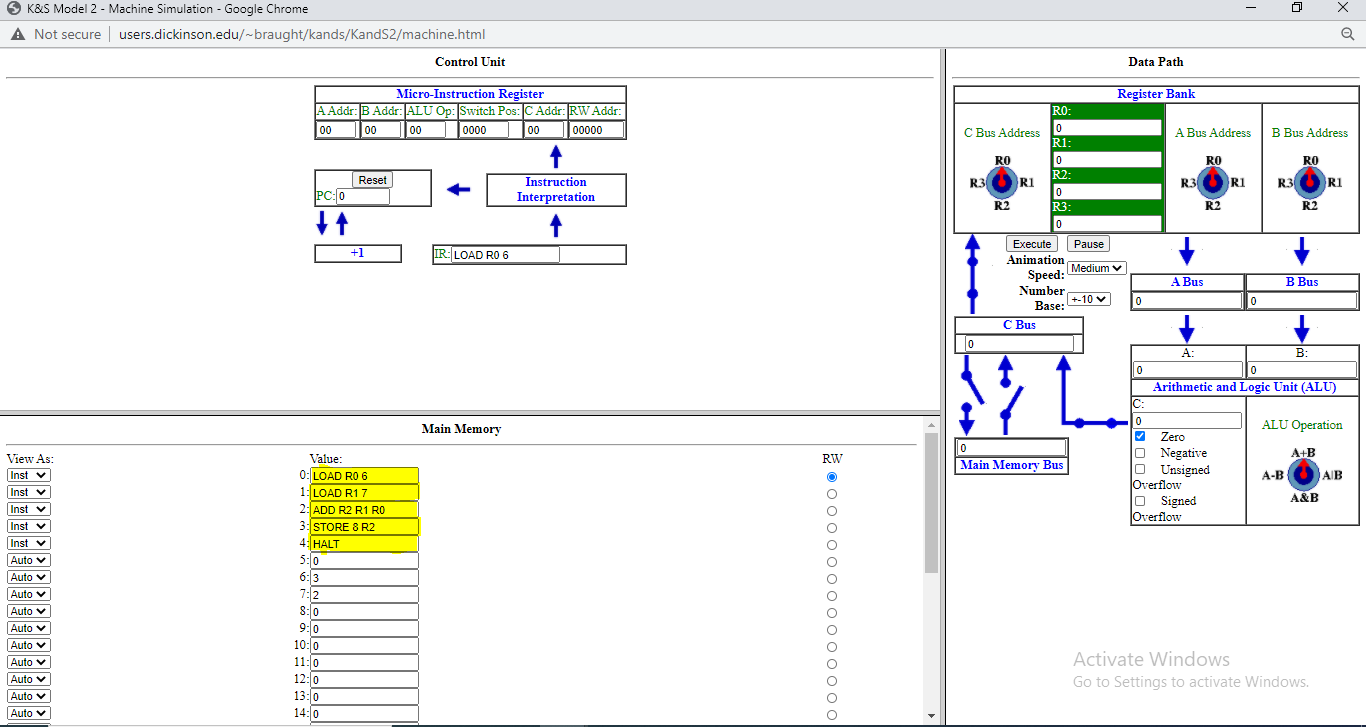 K&S Model 2 - Machine Simulation - Google Chrome
Not secure | users.dickinson.edu/~braught/kands/KandS2/machine.html
Control Unit
Micro-Instruction Register
A Addr: B Addr: ALU Op: Switch Pos: C Addr: RW Addr:
00 00 00 0000 00 00000
Reset
PC: 0
Instruction
Interpretation
+1
IR: LOAD R0 6
Main Memory
View As: Value: RW
Inst 0: LOAD R0 6
Inst 1: LOAD R1 7
Inst 2: ADD R2 R1 R0
Inst 3: STORE 8 R2
Inst 4: HALT
Auto 5: 0
Auto 6: 3
Auto 7: 2
Auto 8: 0
Auto 9: 0
Auto 10: 0
Auto 11: 0
Auto 12: 0
Auto 13: 0
Auto 14: 0
Data Path
Register Bank
C Bus Address
R0
R3 R1
R2
R0:
0
R1:
0
R2:
0
R3:
0
A Bus Address
R0
R3 R1
R2
B Bus Address
R0
R3 R1
R2
Execute Pause
Animation
Speed: Medium
Number
Base: +-10
A Bus B Bus
0 0
C Bus
0
A: B:
0 0
Arithmetic and Logic Unit (ALU)
C:
0
Zero
Negative
Unsigned
Overflow
Signed
Overflow
ALU Operation
A+B
A-B A|B
A&B
0
Main Memory Bus
Activate Windows
Go to Settings to activate Windows.